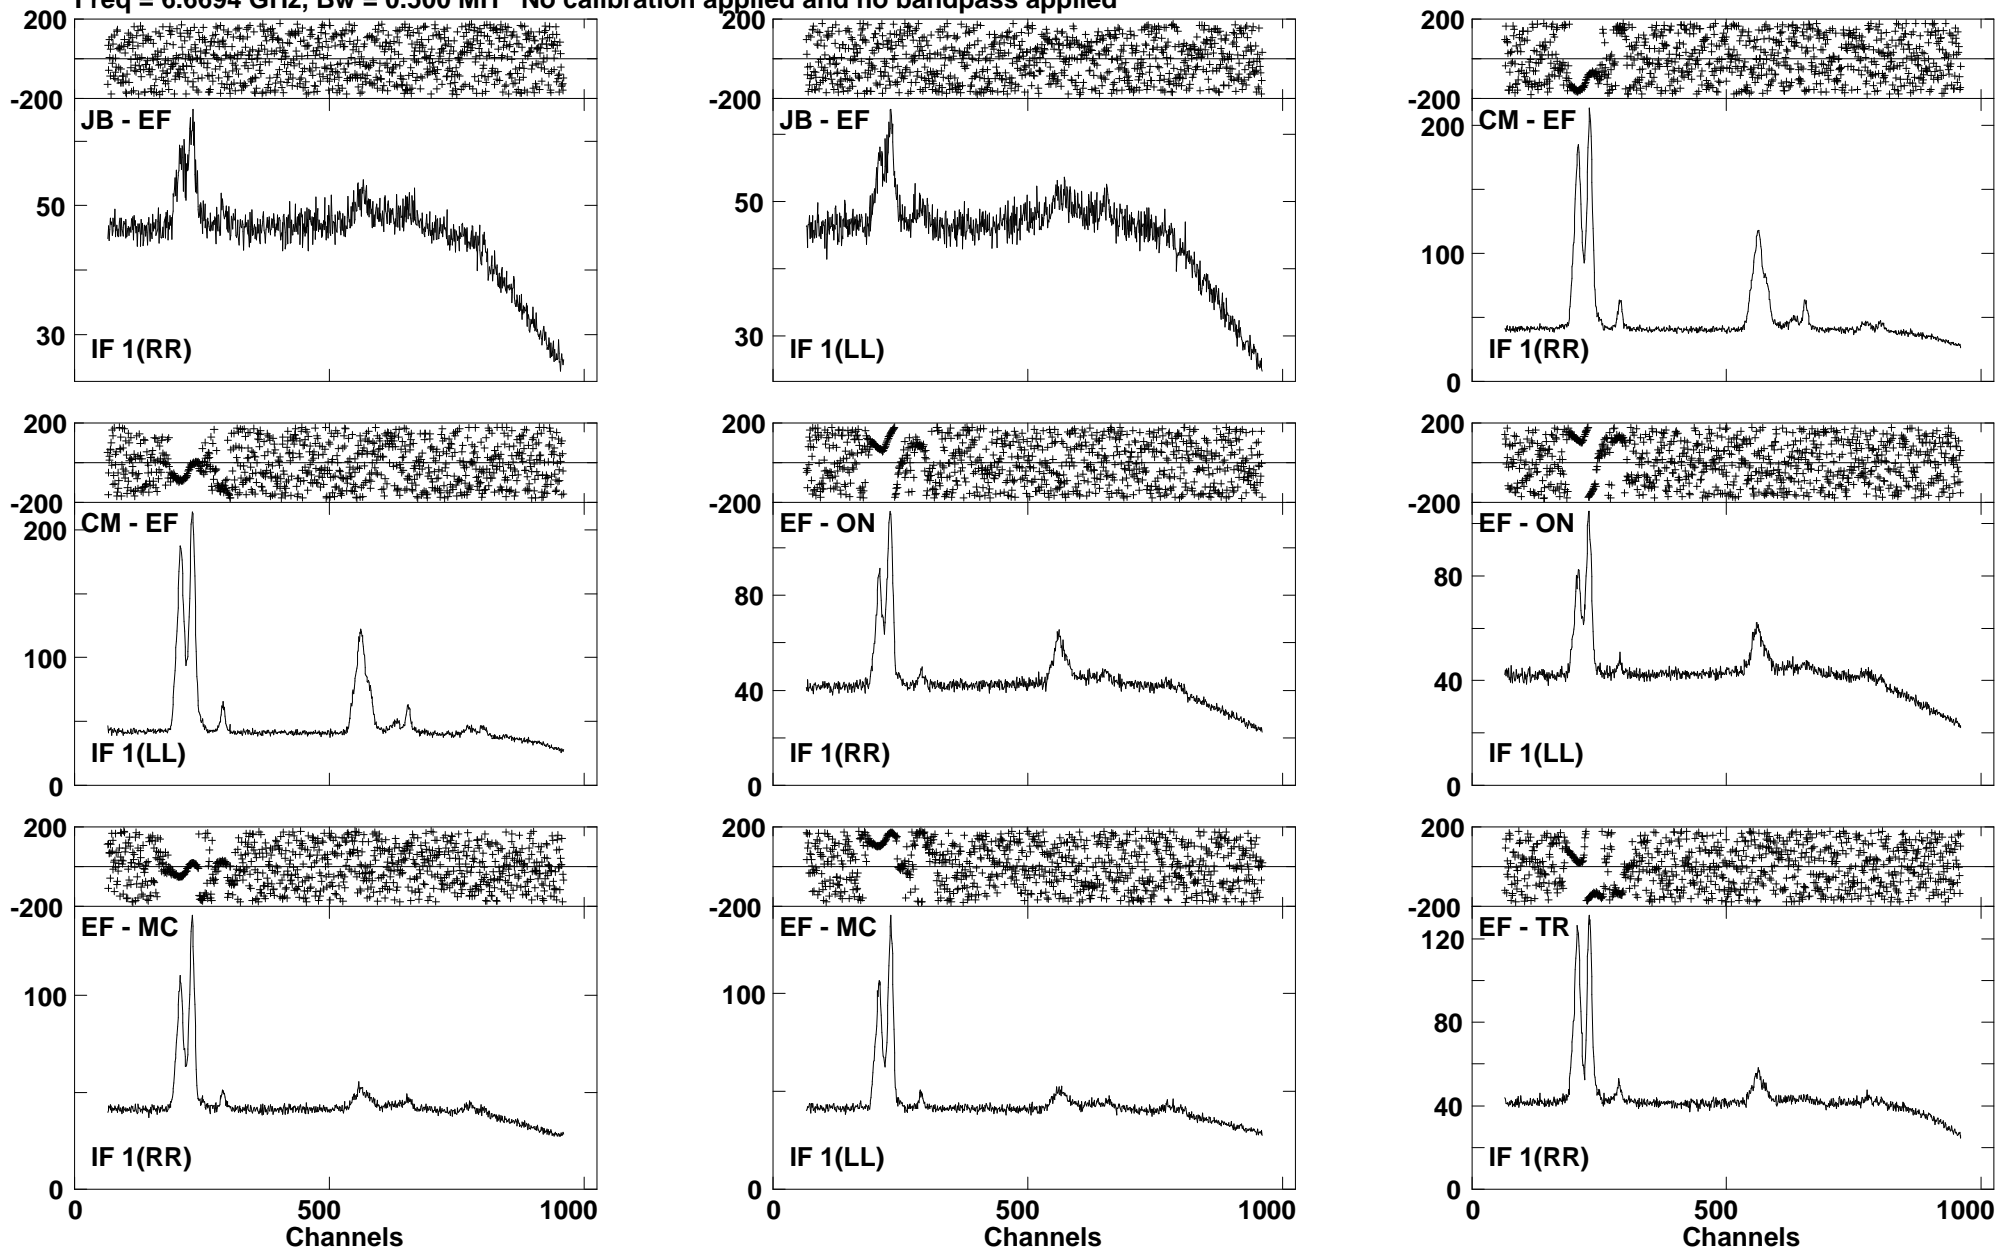 Freq = 6.6694 GHz, Bw = 0.500 No calibration applied and no bandpass applied
200
-200
JB - EF
50
30
IF 1(RR)
200
-200
JB - EF
50
30
IF 1(LL)
200
-200
CM - EF
200
100
0
IF 1(RR)
200
-200
CM - EF
200
100
0
IF 1(LL)
200
-200
EF - ON
80
40
0
IF 1(RR)
200
-200
EF - ON
80
40
0
IF 1(LL)
200
-200
EF - MC
100
0
IF 1(RR)
0 500 1000
Channels
200
-200
EF - MC
100
0
IF 1(LL)
0 500 1000
Channels
200
-200
EF - TR
120
80
40
0
IF 1(RR)
0 500 1000
Channels